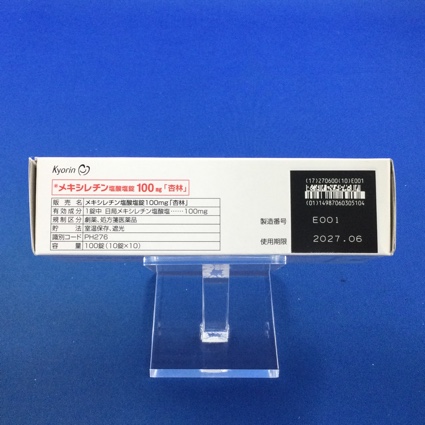 Kyorin
*メキシレチン塩酸塩錠100mg「杏林」
販売名 メキシレチン塩酸塩錠100mg「杏林」
有効成分 1錠中 日局メキシレチン塩酸塩……100mg
規制区分 劇薬、処方箋医薬品
貯法 室温保存、遮光
識別コード PH276
容量 100錠(10錠×10)
(17)270600(10)E001
(01)14987060305104
製造番号 E001
使用期限 2027.06